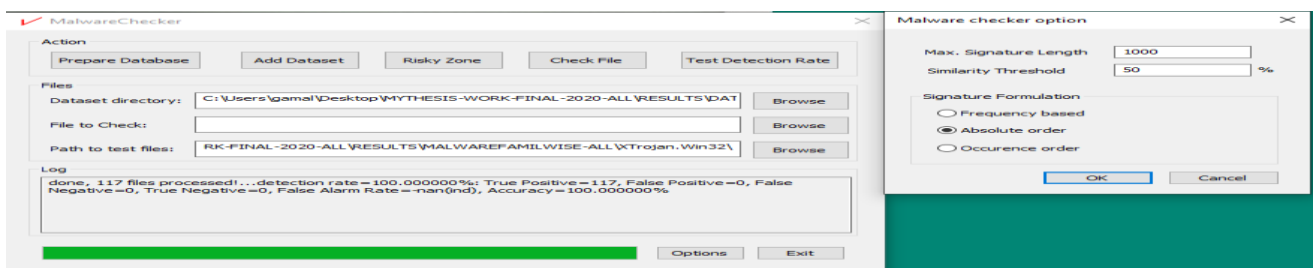 MalwareChecker
Action
Prepare Database Add Dataset Risky Zone Check File Test Detection Rate
Files
Dataset directory: C:\Users\gamal\Desktop\MYTHESIS-WORK-FINAL-2020-ALL\RESULTS\DAT Browse
File to Check: Browse
Path to test files: RK-FINAL-2020-ALL\RESULTS\MALWAREFAMILWISE-ALL\XTrojan.Win32\ Browse
Log
done, 117 files processed!...detection rate=100.000000%: True Positive=117, False Positive=0, False
Negative=0, True Negative=0, False Alarm Rate=-nan(ind), Accuracy=100.000000%
Options Exit
Malware checker option
Max. Signature Length 1000
Similarity Threshold 50 %
Signature Formulation
Frequency based
Absolute order
Occurence order
OK Cancel